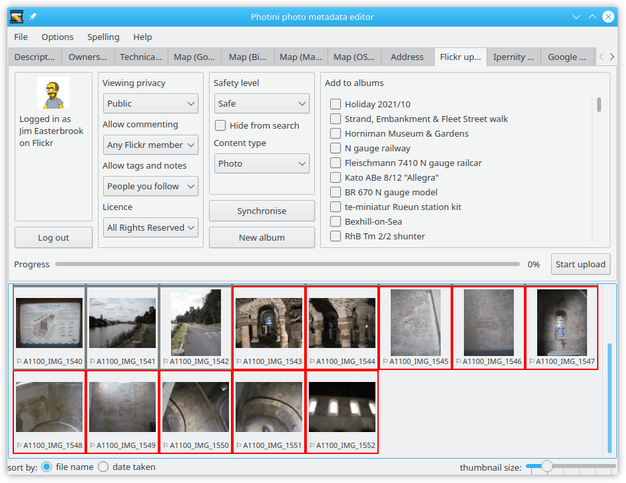 Photini photo metadata editor
File Options Spelling Help
Descript... Owners... Technica... Map (Go... Map (Bi... Map (Ma... Map (OS... Address Flickr up... Ipernity ... Google ...
Logged in as
Jim Easterbrook
on Flickr
Log out
Viewing privacy
Public
Allow commenting
Any Flickr member
Allow tags and notes
People you follow
Licence
All Rights Reserved
Safety level
Safe
Hide from search
Content type
Photo
Synchronise
New album
Add to albums
Holiday 2021/10
Strand, Embankment & Fleet Street walk
Horniman Museum & Gardens
N gauge railway
Fleischmann 7410 N gauge railcar
Kato ABe 8/12 "Allegra"
BR 670 N gauge model
te-miniatur Rueun station kit
Bexhill-on-Sea
RhB Tm 2/2 shunter
Progress 0% Start upload
A1100_IMG_1540 A1100_IMG_1541 A1100_IMG_1542 A1100_IMG_1543 A1100_IMG_1544 A1100_IMG_1545 A1100_IMG_1546 A1100_IMG_1547
A1100_IMG_1548 A1100_IMG_1549 A1100_IMG_1550 A1100_IMG_1551 A1100_IMG_1552
sort by: file name date taken thumbnail size: